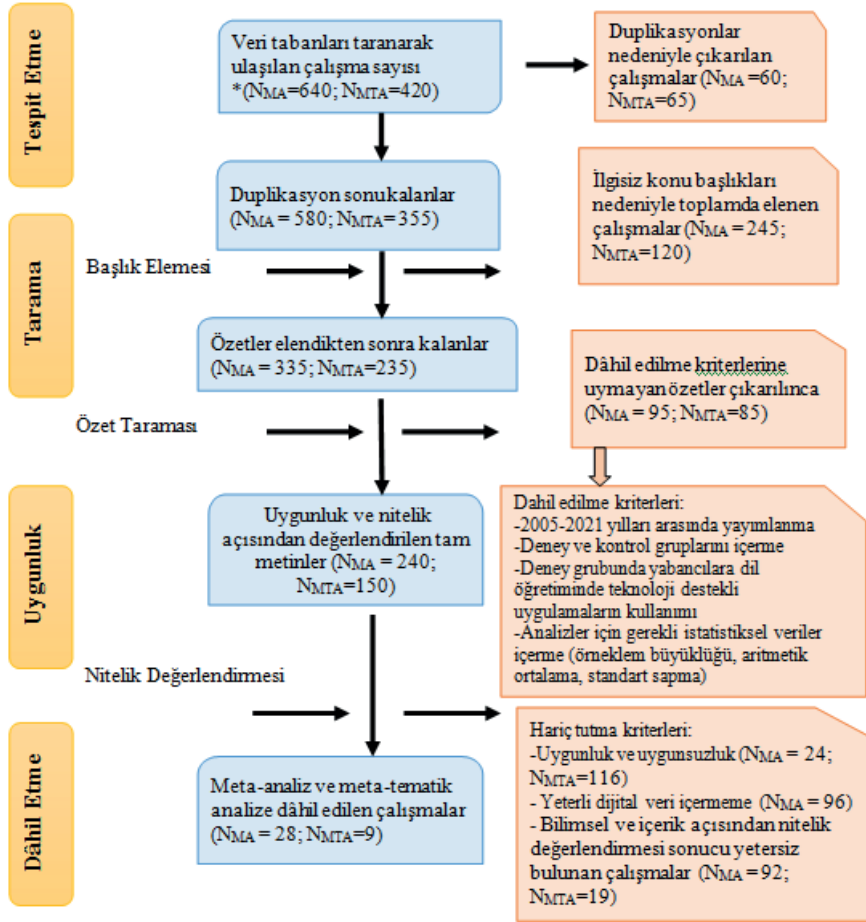 Tespit Etme
Veri tabanları taranarak
ulaşılan çalışma sayısı
*(NMA=640; NMTA=420)
Duplikasyonlar
nedeniyle çıkarılan
çalışmalar (NMA=60;
NMTA=65)
Duplikasyon sonukalanlar
(NMA = 580; NMTA=355)
İlgisiz konu başlıkları
nedeniyle toplamda elenen
çalışmalar (NMA = 245;
NMTA=120)
Tarama
Başlık Elemesi
Özetler elendikten sonra kalanlar
(NMA = 335; NMTA=235)
Dâhil edilme kriterlerine
uymayan özetler çıkarılınca
(NMA = 95; NMTA=85)
Özet Taraması
Uygunluk
Uygunluk ve nitelik
açısından değerlendirilen tam
metinler (NMA = 240;
NMTA=150)
Dahil edilme kriterleri:
-2005-2021 yılları arasında yayımlanma
-Deney ve kontrol gruplarını içerme
-Deney grubunda yabancılara dil
öğretiminde teknoloji destekli
uygulamaların kullanımı
-Analizler için gerekli istatistiksel veriler
içerme (örneklem büyüklüğü, aritmetik
ortalama, standart sapma)
Nitelik Değerlendirmesi
Dâhil Etme
Meta-analiz ve meta-tematik
analize dâhil edilen çalışmalar
(NMA = 28; NMTA=9)
Hariç tutma kriterleri:
-Uygunluk ve uygunsuzluk (NMA = 24;
NMTA=116)
- Yeterli dijital veri içermeme (NMA = 96)
- Bilimsel ve içerik açısından nitelik
değerlendirmesi sonucu yetersiz
bulunan çalışmalar (NMA = 92;
NMTA=19)